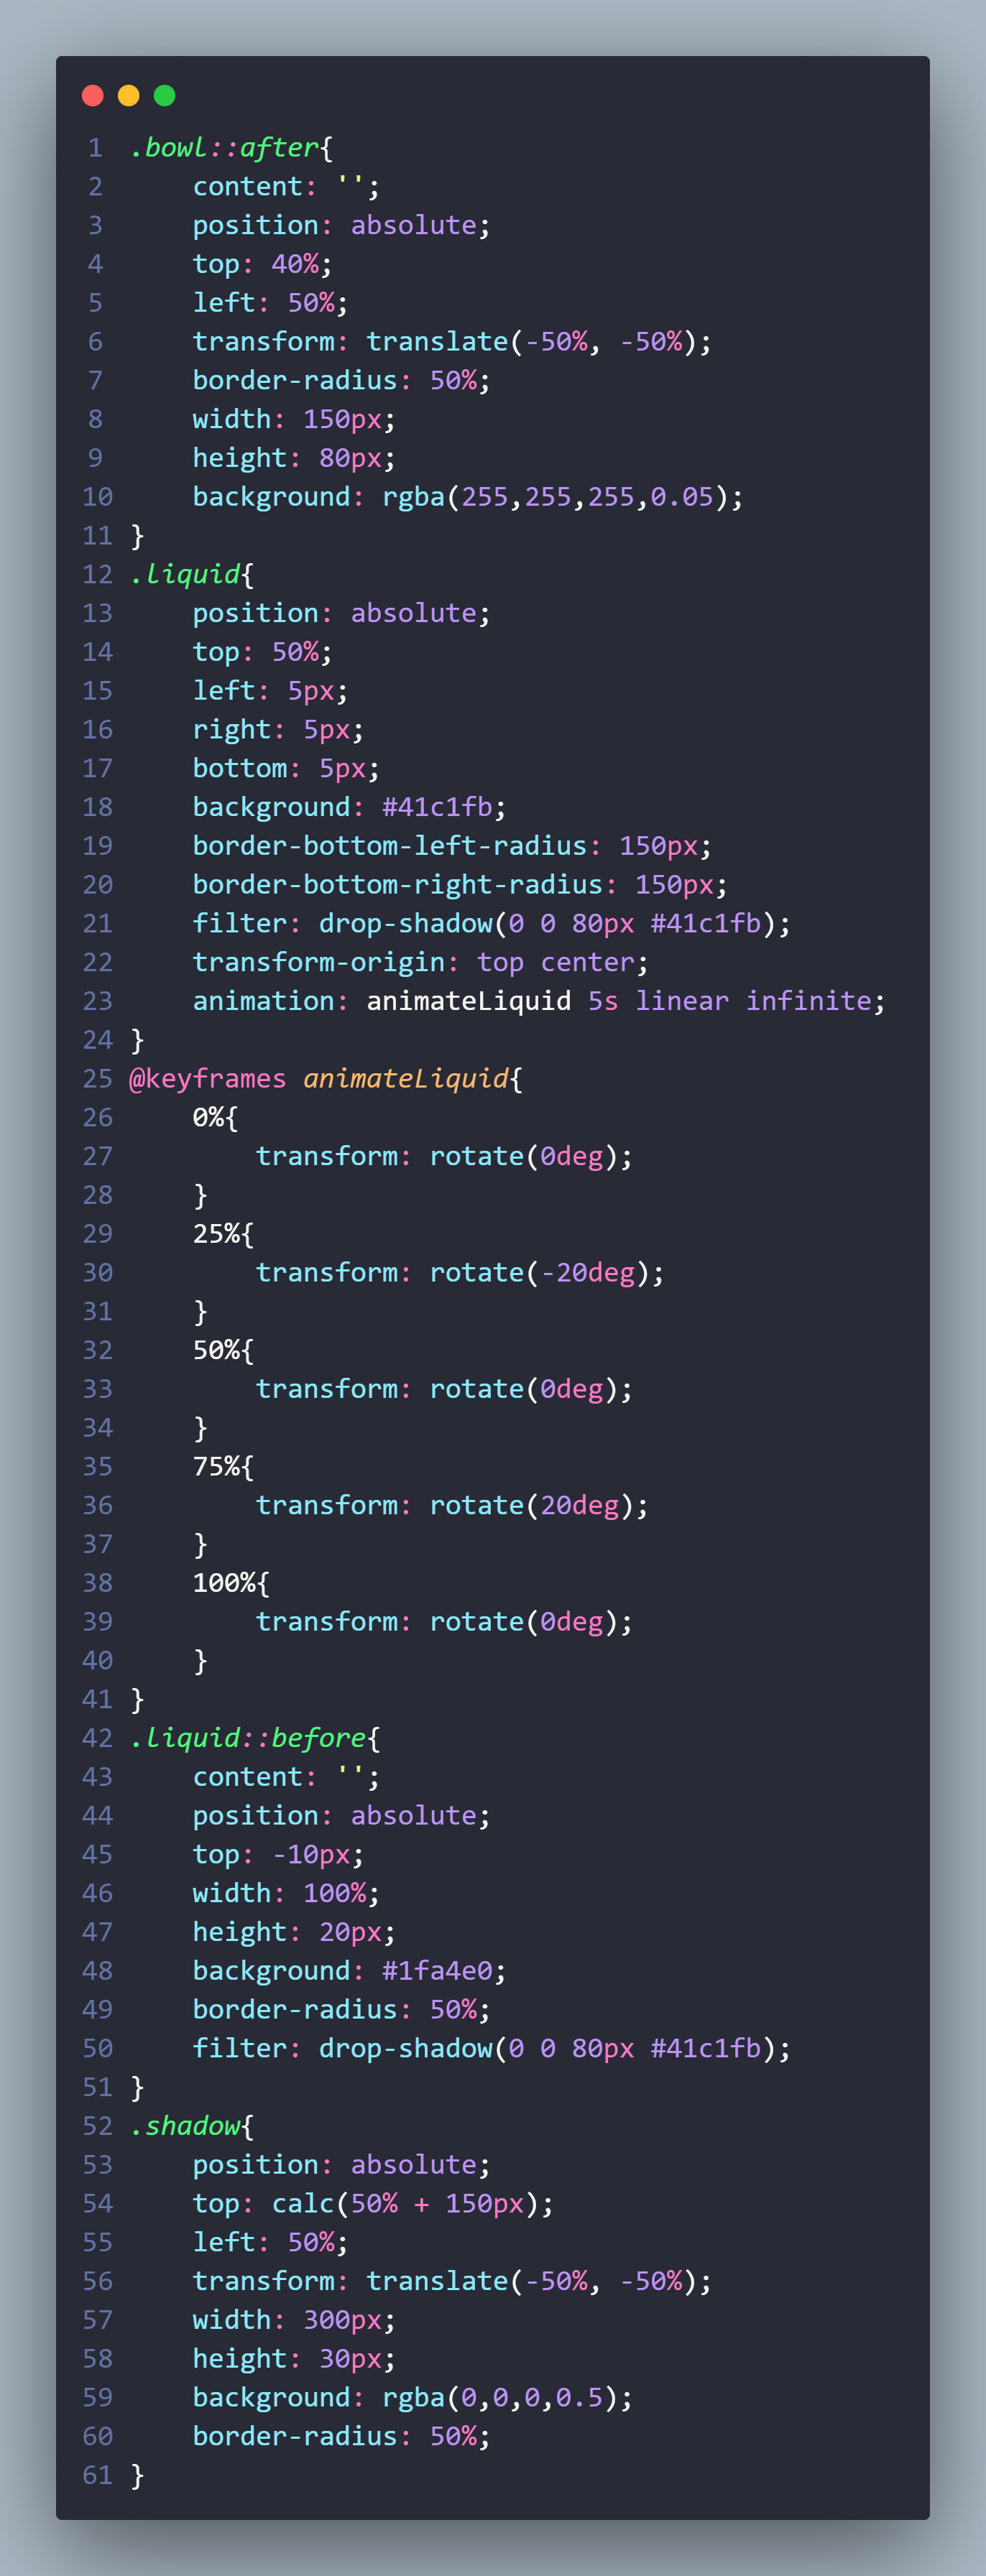 1 .bowl::after{
2     content: '';
3     position: absolute;
4     top: 40%;
5     left: 50%;
6     transform: translate(-50%, -50%);
7     border-radius: 50%;
8     width: 150px;
9     height: 80px;
10     background: rgba(255,255,255,0.05);
11 }
12 .liquid{
13     position: absolute;
14     top: 50%;
15     left: 5px;
16     right: 5px;
17     bottom: 5px;
18     background: #41c1fb;
19     border-bottom-left-radius: 150px;
20     border-bottom-right-radius: 150px;
21     filter: drop-shadow(0 0 80px #41c1fb);
22     transform-origin: top center;
23     animation: animateLiquid 5s linear infinite;
24 }
25 @keyframes animateLiquid{
26     0%{
27         transform: rotate(0deg);
28     }
29     25%{
30         transform: rotate(-20deg);
31     }
32     50%{
33         transform: rotate(0deg);
34     }
35     75%{
36         transform: rotate(20deg);
37     }
38     100%{
39         transform: rotate(0deg);
40     }
41 }
42 .liquid::before{
43     content: '';
44     position: absolute;
45     top: -10px;
46     width: 100%;
47     height: 20px;
48     background: #1fa4e0;
49     border-radius: 50%;
50     filter: drop-shadow(0 0 80px #41c1fb);
51 }
52 .shadow{
53     position: absolute;
54     top: calc(50% + 150px);
55     left: 50%;
56     transform: translate(-50%, -50%);
57     width: 300px;
58     height: 30px;
59     background: rgba(0,0,0,0.5);
60     border-radius: 50%;
61 }